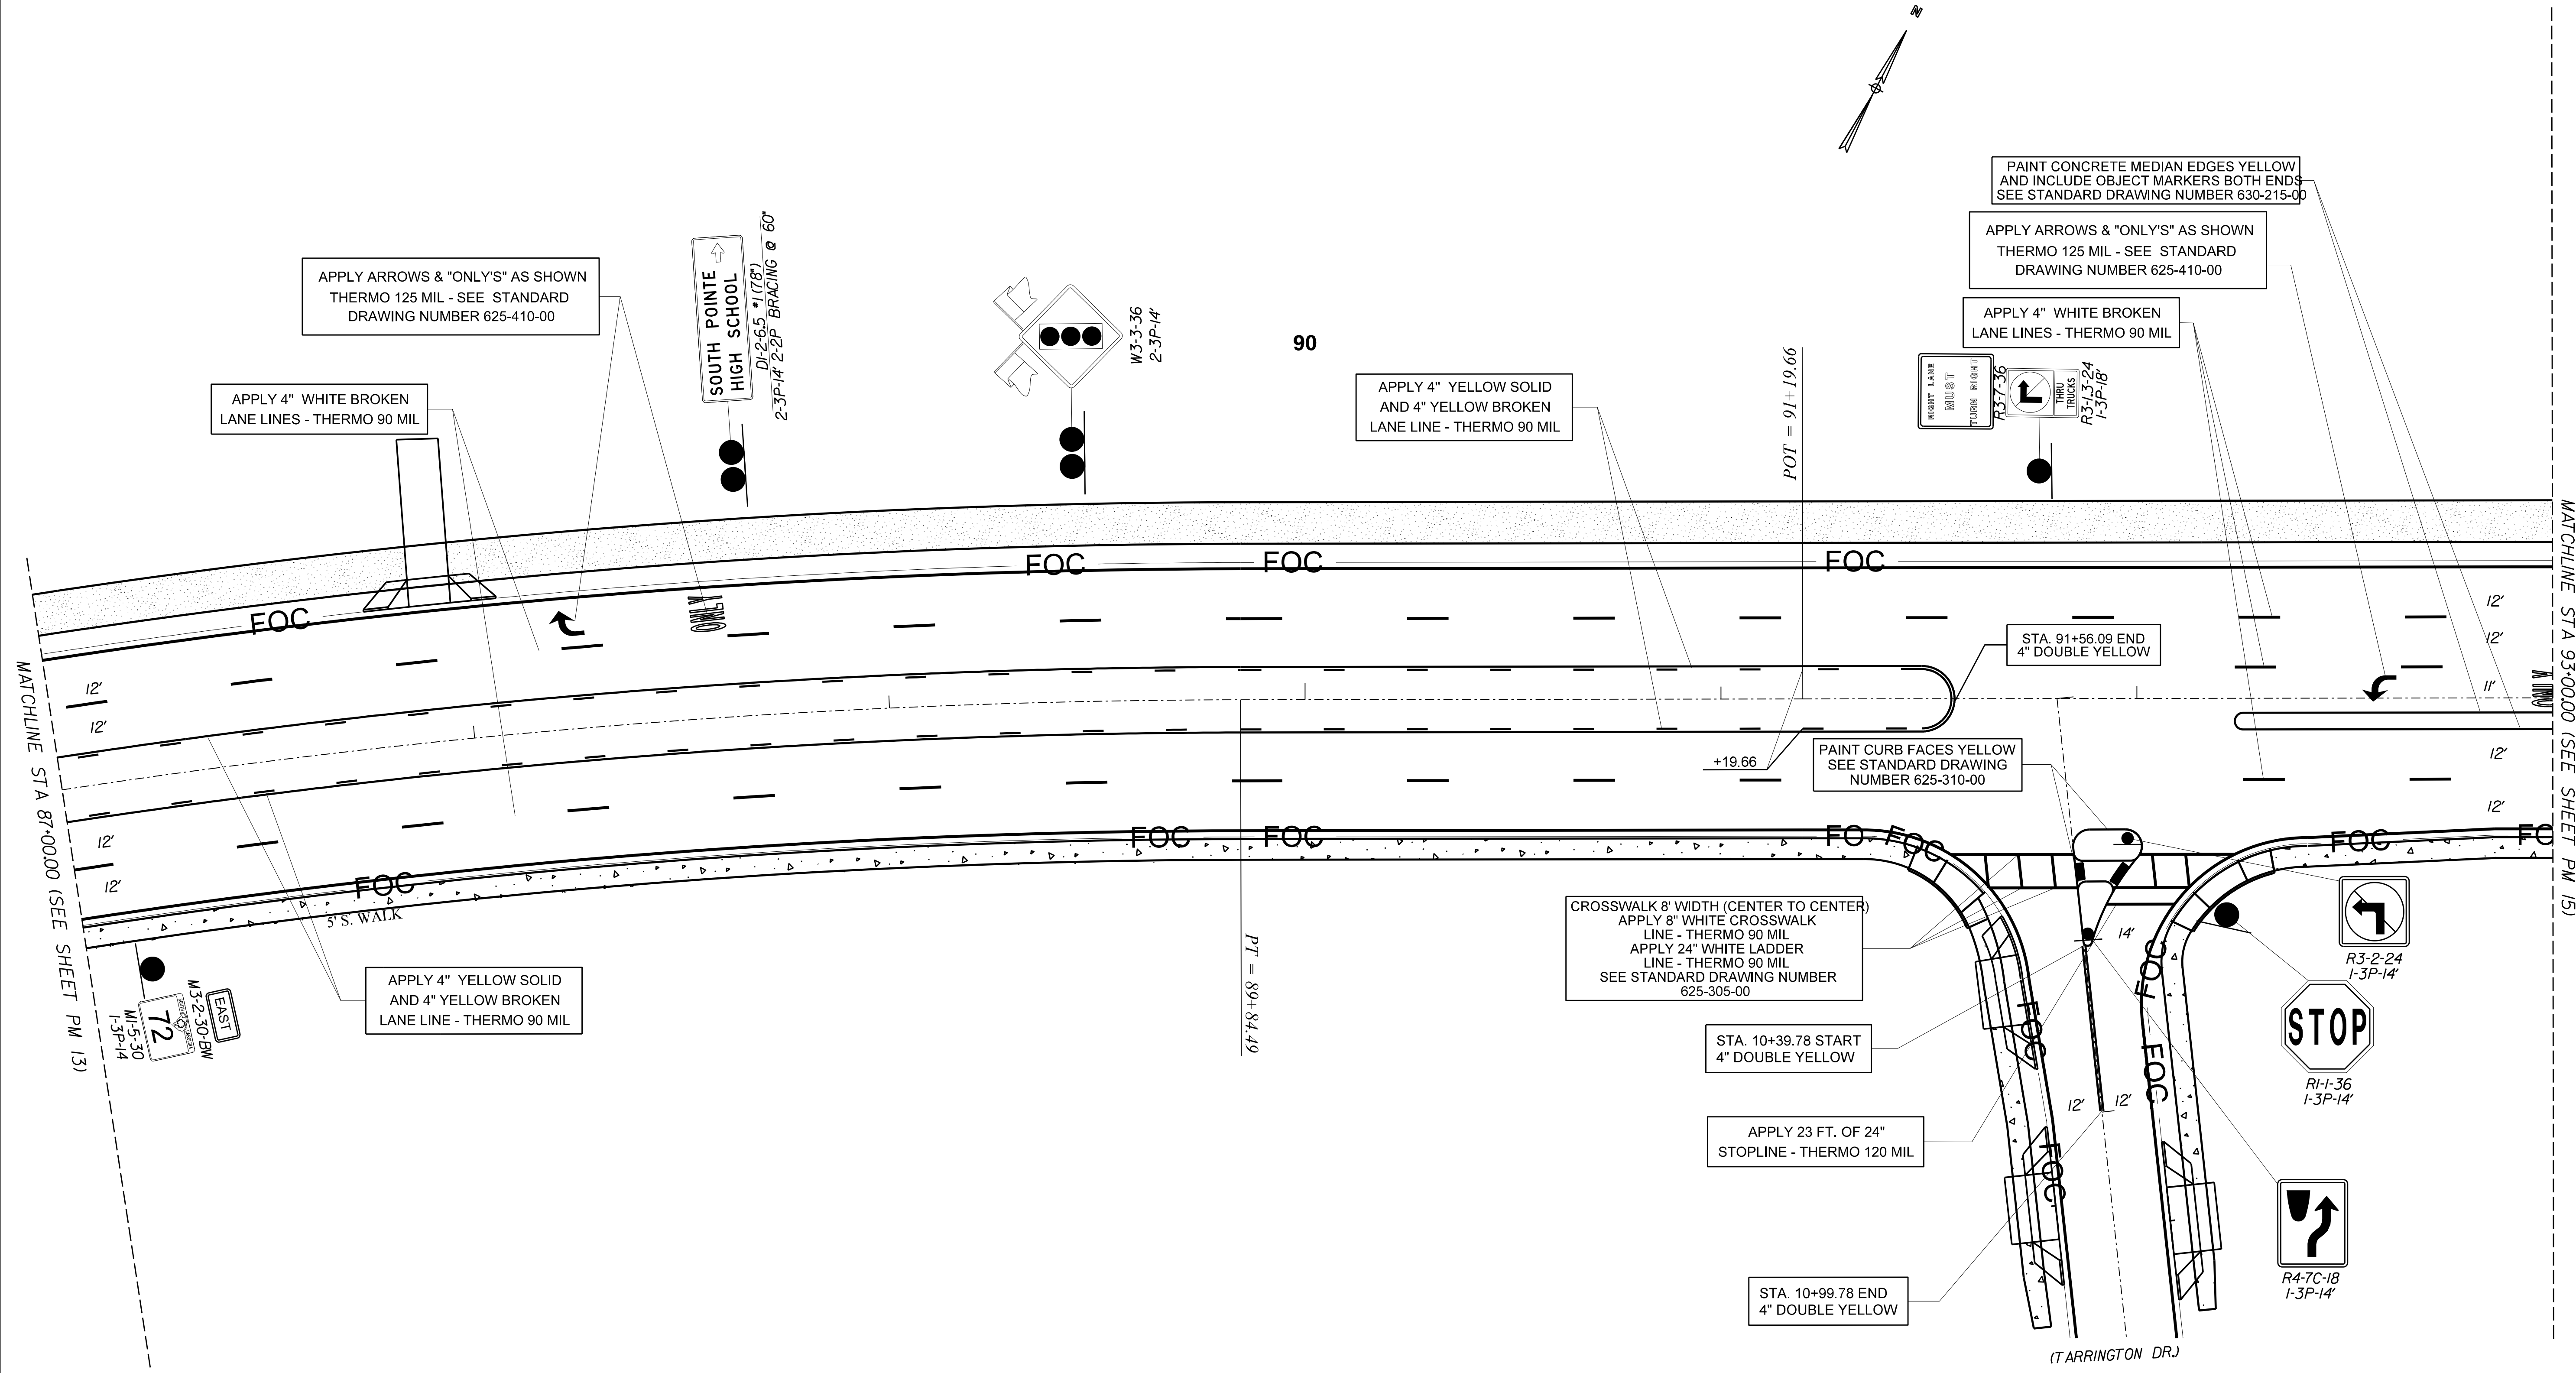 N
PAINT CONCRETE MEDIAN EDGES YELLOW
AND INCLUDE OBJECT MARKERS BOTH ENDS
SEE STANDARD DRAWING NUMBER 630-215-00
APPLY ARROWS & "ONLY'S" AS SHOWN
THERMO 125 MIL - SEE STANDARD
DRAWING NUMBER 625-410-00
APPLY 4" WHITE BROKEN
LANE LINES - THERMO 90 MIL
APPLY ARROWS & "ONLY'S" AS SHOWN
THERMO 125 MIL - SEE STANDARD
DRAWING NUMBER 625-410-00
APPLY 4" WHITE BROKEN
LANE LINES - THERMO 90 MIL
SOUTH POINTE
HIGH SCHOOL
D1-2-6.5 #1 (78")
2-3P-14' 2-2P BRACING @ 60"
W3-3-36
2-3P-14'
90
APPLY 4" YELLOW SOLID
AND 4" YELLOW BROKEN
LANE LINE - THERMO 90 MIL
POT = 91+19.66
RIGHT LANE
MUST
TURN RIGHT
R3-7-36
THRU
TRUCKS
R3-1.3-24
1-3P-18'
FOC
FOC
FOC
FOC
ONLY
12'
12'
11'
12'
12'
ONLY
STA. 91+56.09 END
4" DOUBLE YELLOW
+19.66
PAINT CURB FACES YELLOW
SEE STANDARD DRAWING
NUMBER 625-310-00
MATCHLINE STA 87+00.00 (SEE SHEET PM 13)
12'
12'
12'
12'
MATCHLINE STA 93+00.00 (SEE SHEET PM 15)
FOC
FOC
FOC
FO
FOC
FOC
FC
5' S. WALK
EAST
M3-2-30-BW
SOUTH CAROLINA
72
M1-5-30
1-3P-14
APPLY 4" YELLOW SOLID
AND 4" YELLOW BROKEN
LANE LINE - THERMO 90 MIL
PT = 89+84.49
CROSSWALK 8' WIDTH (CENTER TO CENTER)
APPLY 8" WHITE CROSSWALK
LINE - THERMO 90 MIL
APPLY 24" WHITE LADDER
LINE - THERMO 90 MIL
SEE STANDARD DRAWING NUMBER
625-305-00
STA. 10+39.78 START
4" DOUBLE YELLOW
APPLY 23 FT. OF 24"
STOPLINE - THERMO 120 MIL
STA. 10+99.78 END
4" DOUBLE YELLOW
14'
12'
12'
FOC
FOC
FOC
FOC
R3-2-24
1-3P-14'
STOP
R1-1-36
1-3P-14'
R4-7C-18
1-3P-14'
(TARRINGTON DR.)